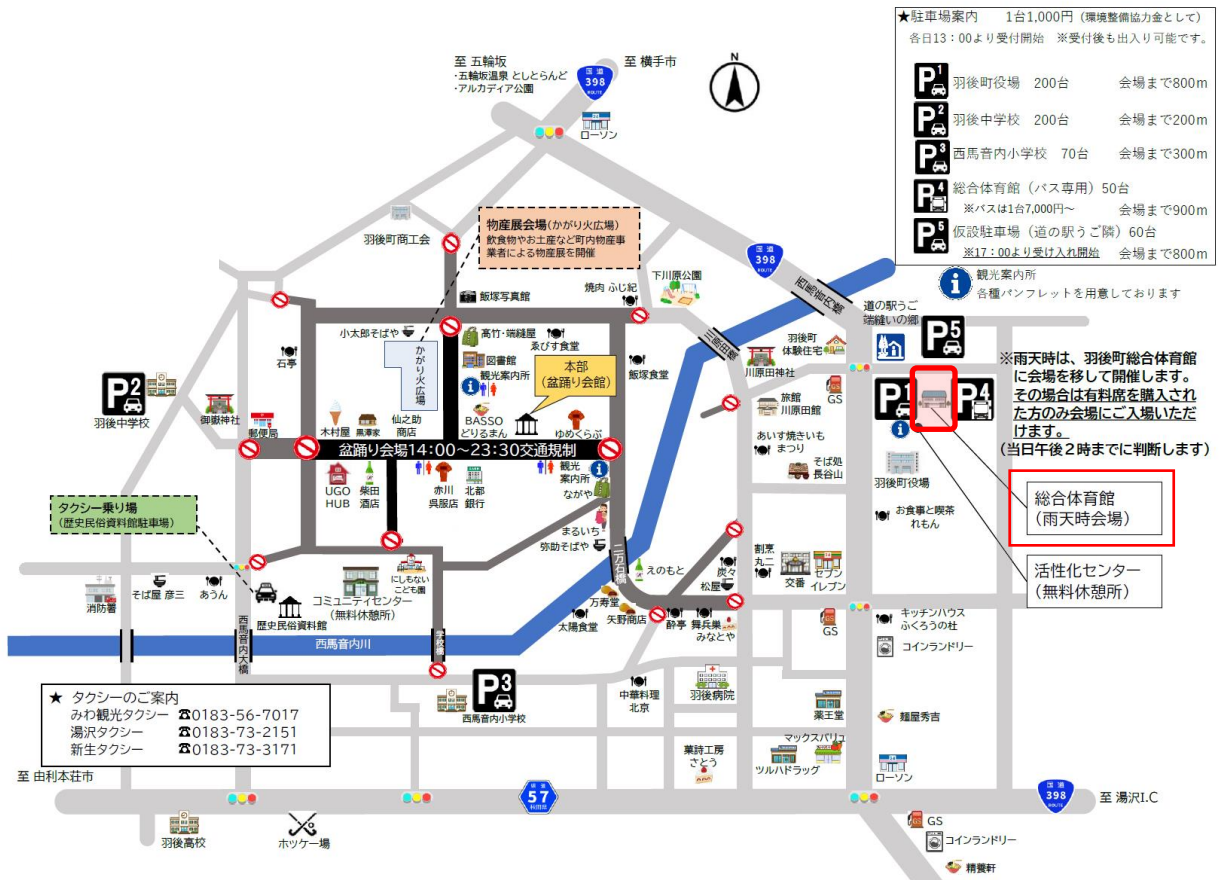 ★駐車場案内 1台1,000円（環境整備協力金として）
各日13：00より受付開始 ※受付後も出入り可能です。
P1 羽後町役場 200台 会場まで800m
P2 羽後中学校 200台 会場まで200m
P3 西馬音内小学校 70台 会場まで300m
P4 総合体育館（バス専用）50台
※バスは1台7,000円～ 会場まで900m
P5 仮設駐車場（道の駅うご隣）60台
※17：00より受け入れ開始 会場まで800m
i 観光案内所
各種パンフレットを用意しております
至 五輪坂
・五輪坂温泉 としとらんど
・アルカディア公園
国道
398
ROUTE
至 横手市
N
ローソン
羽後町商工会
物産展会場(かがり火広場)
飲食物やお土産など町内物産事
業者による物産展を開催
国道
398
ROUTE
西馬音内橋
下川原公園
焼肉 ふじ紀
飯塚写真館
川原田橋
道の駅うご
端縫いの郷
P5
羽後町
体験住宅
川原田神社
GS
旅館
川原田館
小太郎そばや
かがり火広場
髙竹・端縫屋
ゑびす食堂
図書館
観光案内所
本部
（盆踊り会館）
飯塚食堂
石亭
P2
羽後中学校
御嶽神社
郵便局
木村屋
黒澤家
仙之助
商店
BASSO
どりるまん
ゆめくらぶ
盆踊り会場14:00～23:30交通規制
P1
P4
※雨天時は、羽後町総合体育館
に会場を移して開催します。
その場合は有料席を購入され
た方のみ会場にご入場いただ
けます。
(当日午後２時までに判断します)
あいす焼きいも
まつり
そば処
長谷山
羽後町役場
お食事と喫茶
れもん
総合体育館
（雨天時会場）
活性化センター
（無料休憩所）
UGO
HUB
柴田
酒店
赤川
呉服店
北都
銀行
観光
案内所
ながや
まるいち
弥助そばや
二万石橋
タクシー乗り場
（歴史民俗資料館駐車場）
消防署
そば屋 彦三
あうん
歴史民俗資料館
コミュニティセンター
（無料休憩所）
にしもない
こども園
えのもと
万寿堂
矢野商店
太陽食堂
酔亭
舞兵巣
みなとや
炭々
松屋
割烹
丸二
交番
セブン
イレブン
GS
キッチンハウス
ふくろうの杜
コインランドリー
西馬音内大橋
西馬音内川
学校橋
P3
西馬音内小学校
中華料理
北京
羽後病院
薬王堂
麺屋秀吉
★ タクシーのご案内
みわ観光タクシー ☎0183-56-7017
湯沢タクシー ☎0183-73-2151
新生タクシー ☎0183-73-3171
菓詩工房
さとう
ツルハドラッグ
マックスバリュ
ローソン
至 由利本荘市
57
国道
398
ROUTE
至 湯沢I.C
羽後高校
ホッケー場
GS
コインランドリー
精養軒